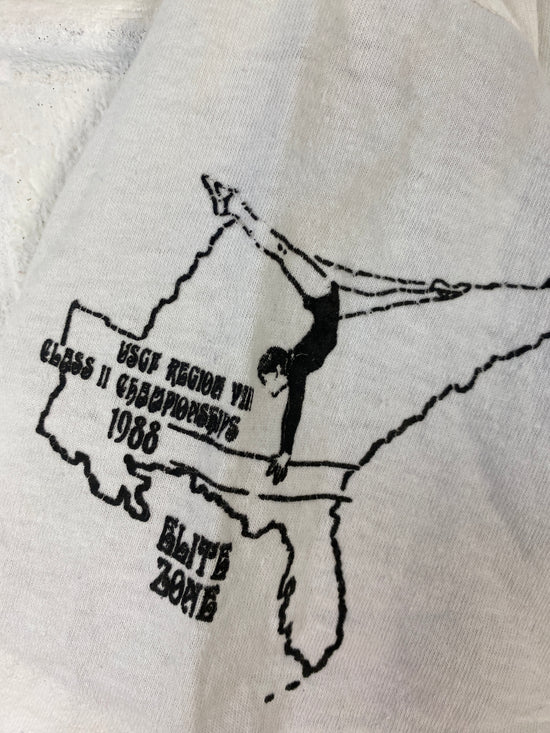 USGF REGION VIII
CLASS II CHAMPIONSHIPS
1988
ELITE
ZONE